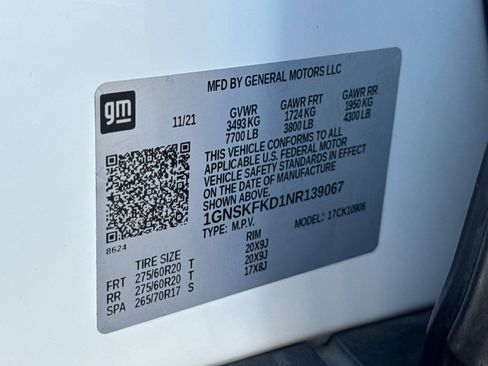 MFD BY GENERAL MOTORS LLC
gm
11/21
GVWR GAWR FRT GAWR RR
3493 KG 1724 KG 1950 KG
7700 LB 3800 LB 4300 LB
THIS VEHICLE CONFORMS TO ALL
APPLICABLE U.S. FEDERAL MOTOR
VEHICLE SAFETY STANDARDS IN EFFECT
ON THE DATE OF MANUFACTURE
SHOWN ABOVE.
1GNSKFKD1NR139067
TYPE: M.P.V. MODEL: 17CK10906
8624
TIRE SIZE RIM
FRT 275/60R20 T 20X9J
RR 275/60R20 T 20X9J
SPA 265/70R17 S 17X8J